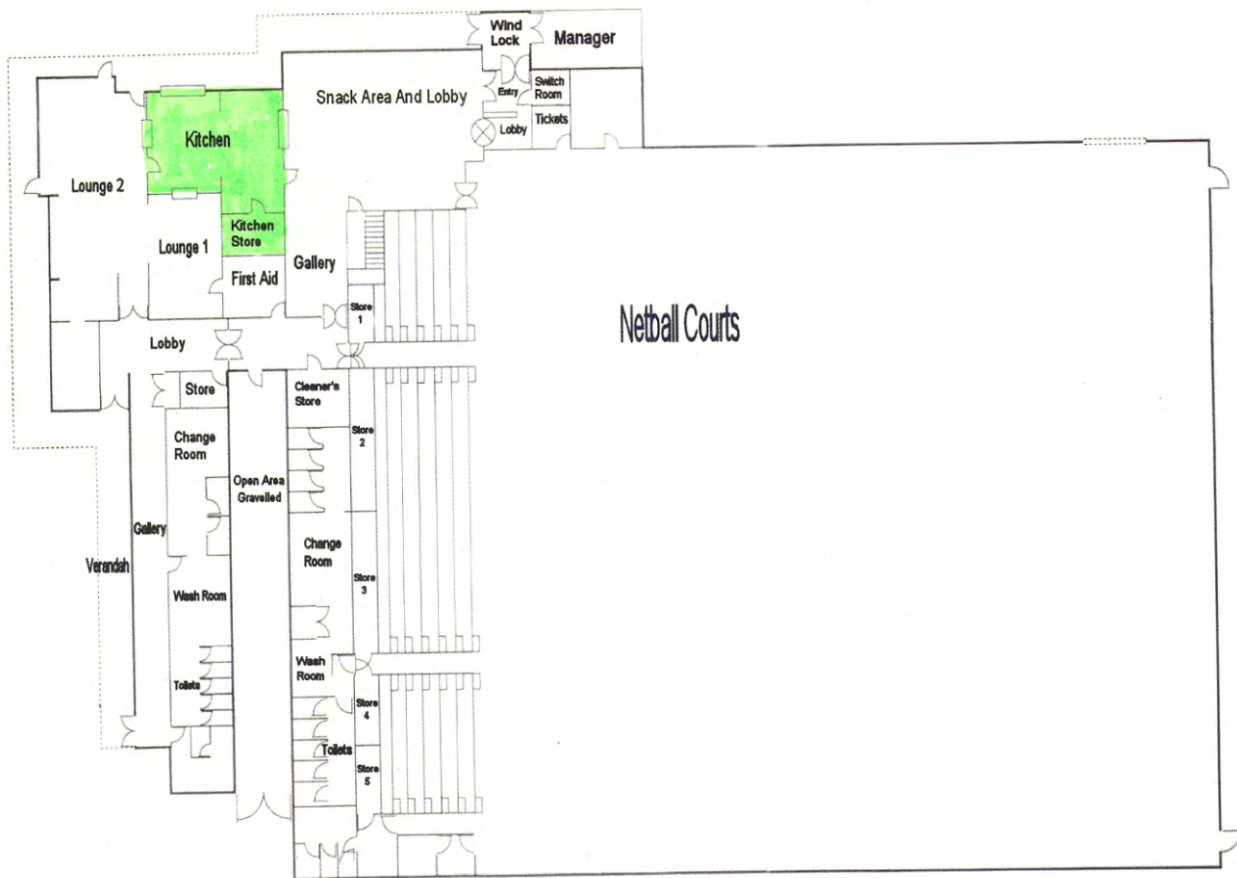 Wind
Lock
Manager
Snack Area And Lobby
Entry
Switch
Room
Kitchen
Lobby
Tickets
Lounge 2
Lounge 1
Kitchen
Store
Gallery
First Aid
Store
1
Netball Courts
Lobby
Store
Cleaner's
Store
Change
Room
Store
2
Open Area
Gravelled
Gallery
Verandah
Change
Room
Store
3
Wash Room
Wash
Room
Toilets
Store
4
Toilets
Store
5